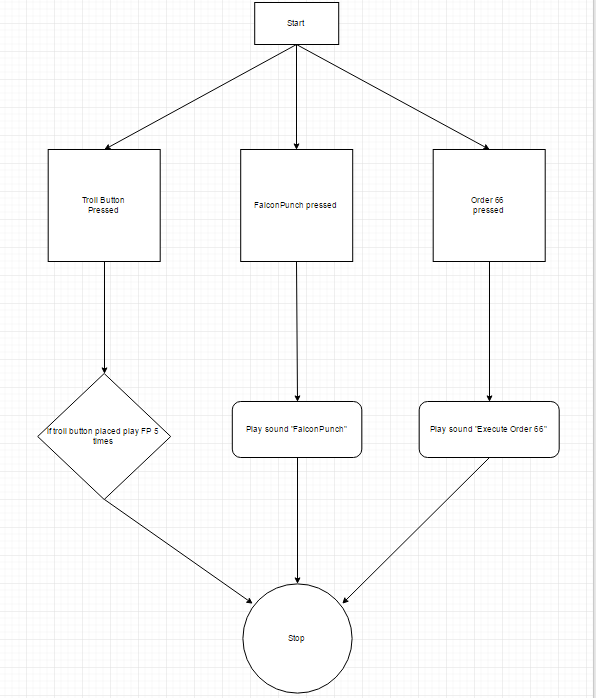 Start
Troll Button
Pressed
FalconPunch pressed
Order 66
pressed
If troll button placed play FP 5
times
Play sound "FalconPunch"
Play sound "Execute Order 66"
Stop